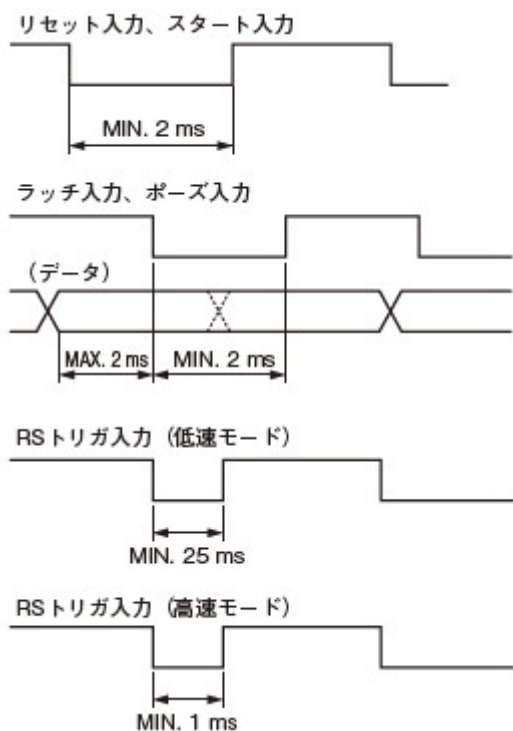 リセット入力、スタート入力
MIN. 2 ms
ラッチ入力、ポーズ入力
(データ)
MAX. 2 ms
MIN. 2 ms
RSトリガ入力(低速モード)
MIN. 25 ms
RSトリガ入力(高速モード)
MIN. 1 ms